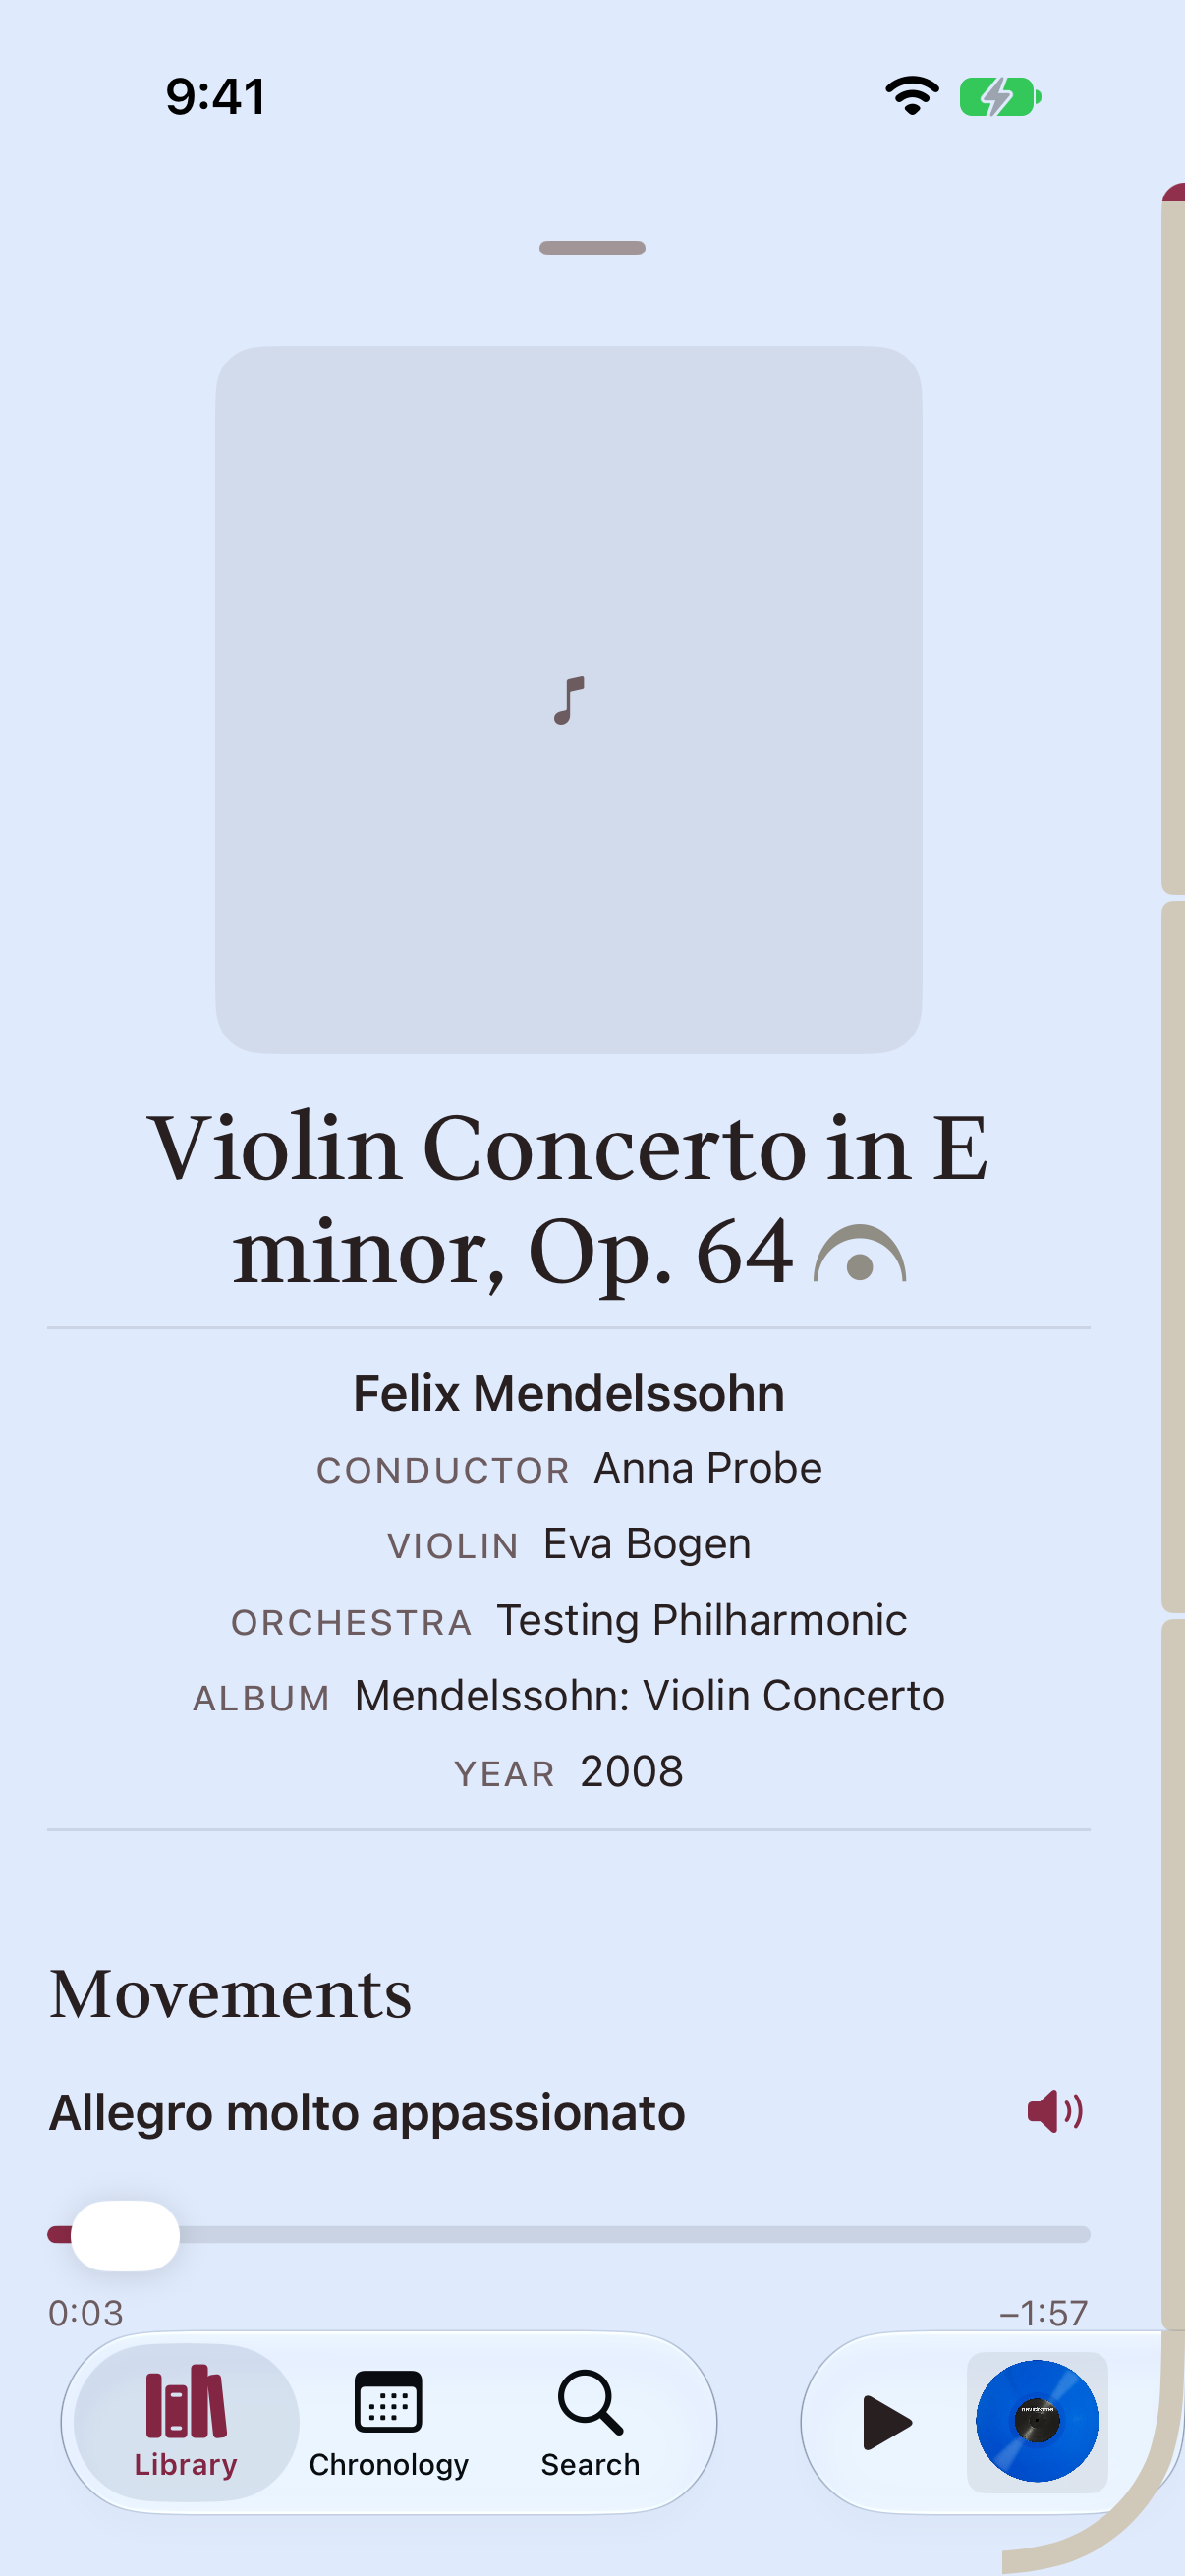 9:41
Violin Concerto in E
minor, Op. 64
Felix Mendelssohn
CONDUCTOR Anna Probe
VIOLIN Eva Bogen
ORCHESTRA Testing Philharmonic
ALBUM Mendelssohn: Violin Concerto
YEAR 2008
Movements
Allegro molto appassionato
0:03 –1:57
Library Chronology Search